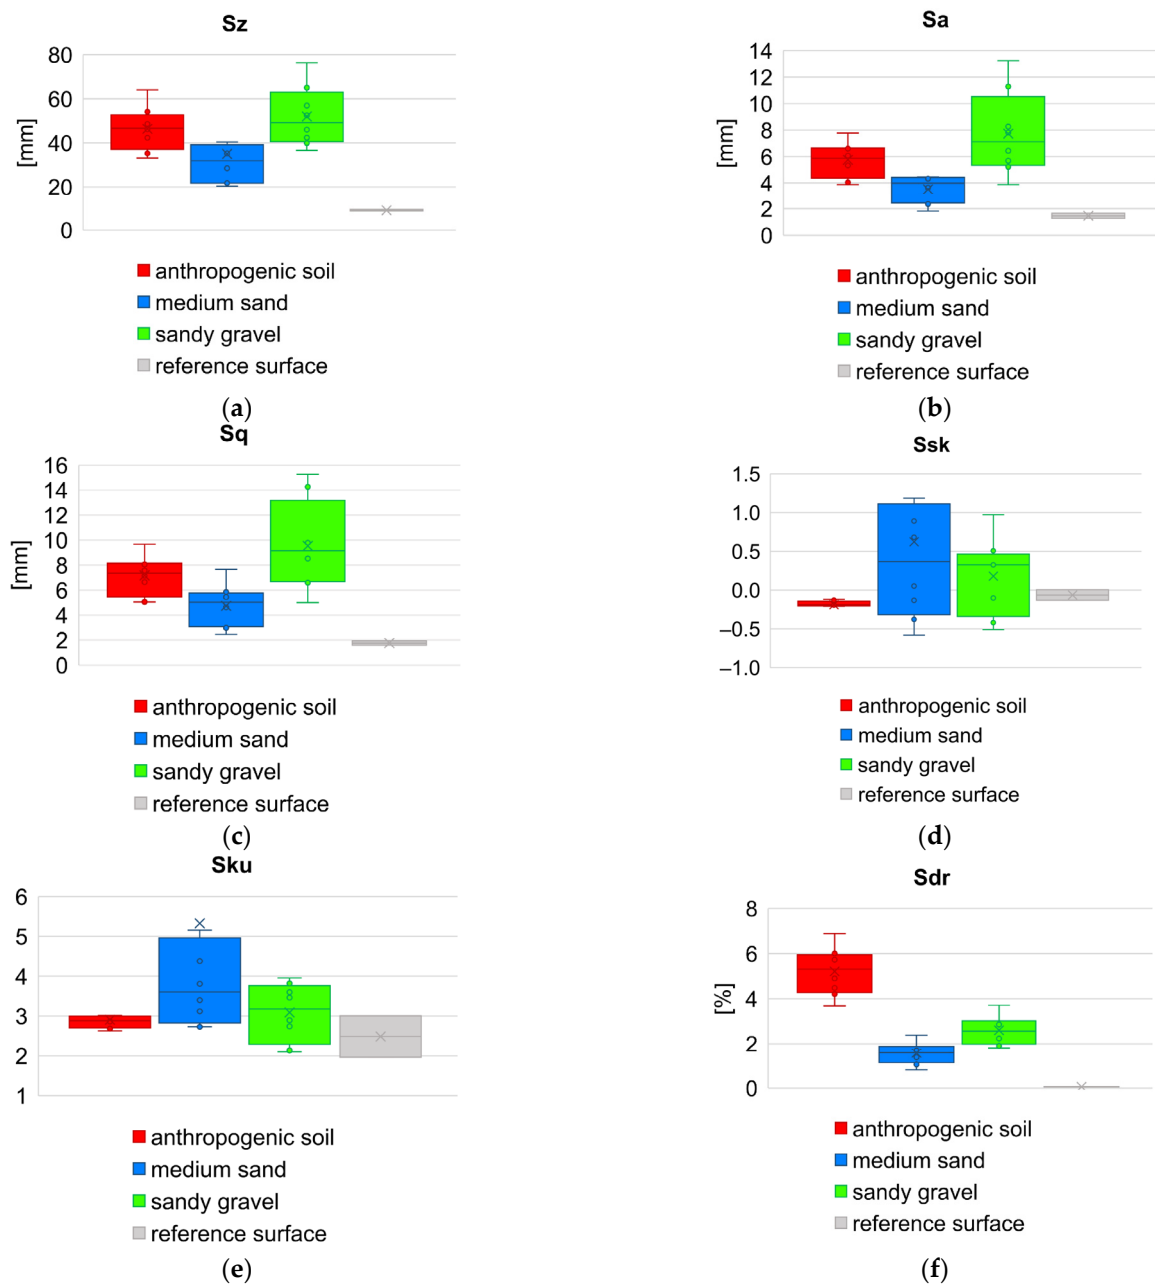 Sz
80
60
40
20
0
[mm]
anthropogenic soil
medium sand
sandy gravel
reference surface
(a)
Sa
14
12
10
8
6
4
2
0
[mm]
anthropogenic soil
medium sand
sandy gravel
reference surface
(b)
Sq
16
14
12
10
8
6
4
2
0
[mm]
anthropogenic soil
medium sand
sandy gravel
reference surface
(c)
Ssk
1.5
1.0
0.5
0.0
−0.5
−1.0
anthropogenic soil
medium sand
sandy gravel
reference surface
(d)
Sku
6
5
4
3
2
1
anthropogenic soil
medium sand
sandy gravel
reference surface
(e)
Sdr
8
6
4
2
0
[%]
anthropogenic soil
medium sand
sandy gravel
reference surface
(f)